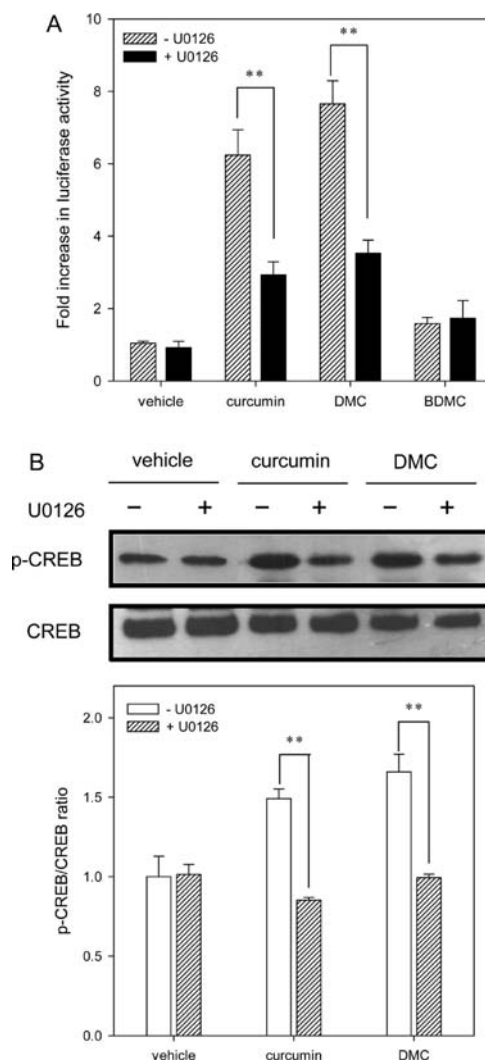 A
10
8
6
4
2
0
Fold increase in luciferase activity
- U0126
+ U0126
**
**
vehicle curcumin DMC BDMC
B
vehicle curcumin DMC
U0126 − + − + − +
p-CREB
CREB
2.0
1.5
1.0
0.5
0.0
p-CREB/CREB ratio
- U0126
+ U0126
**
**
vehicle curcumin DMC